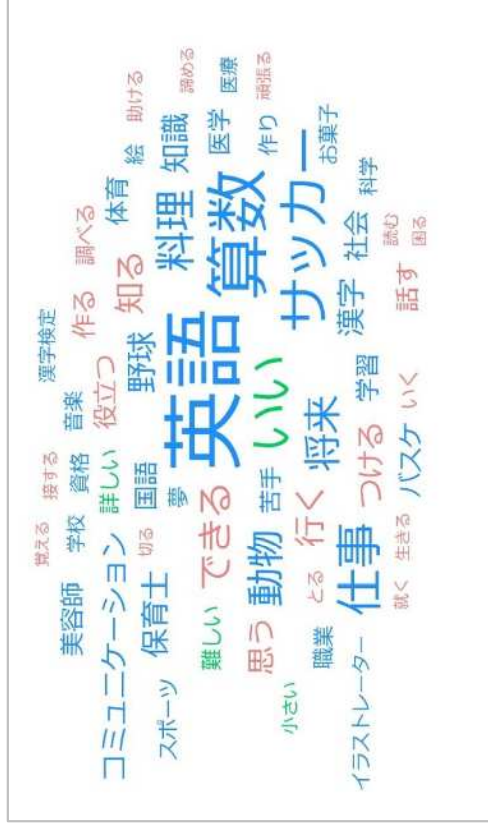 覚える
漢字検定
接する
美容師
学校
資格
音楽
作る
調べる
コミュニケーション
詳しい
役立つ
体育
知る
絵
助ける
切る
国語
野球
保育士
スポーツ
夢
料理
知識
諦める
難しい
できる
英語
医学
医療
算数
思う
動物
苦手
いい
作り
頑張る
小さい
サッカー
とる
行く
将来
職業
お菓子
イラストレーター
仕事
つける
学習
漢字
社会
科学
就く
生きる
バスケ
いく
話す
読む
困る